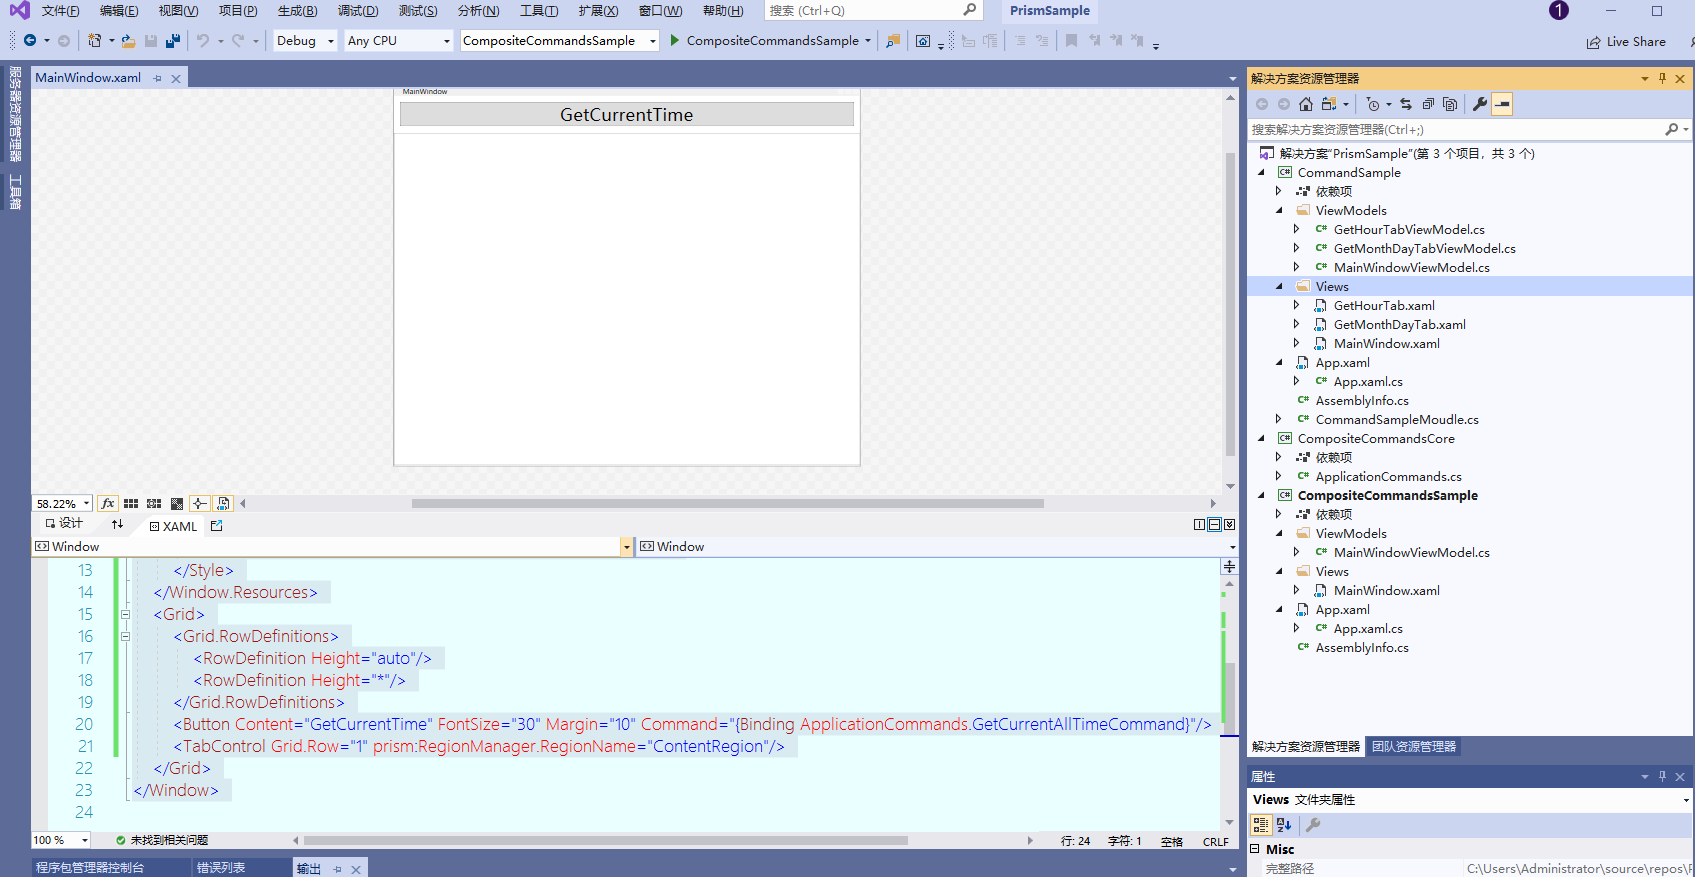 文件(F) 编辑(E) 视图(V) 项目(P) 生成(B) 调试(D) 测试(S) 分析(N) 工具(T) 扩展(X) 窗口(W) 帮助(H) 搜索 (Ctrl+Q) PrismSample 1
Debug Any CPU CompositeCommandsSample CompositeCommandsSample Live Share
服务器资源管理器
工具箱
MainWindow.xaml
MainWindow
GetCurrentTime
58.22% fx
设计 XAML
Window Window
13 </Style>
14 </Window.Resources>
15 <Grid>
16 <Grid.RowDefinitions>
17 <RowDefinition Height="auto"/>
18 <RowDefinition Height="*"/>
19 </Grid.RowDefinitions>
20 <Button Content="GetCurrentTime" FontSize="30" Margin="10" Command="{Binding ApplicationCommands.GetCurrentAllTimeCommand}"/>
21 <TabControl Grid.Row="1" prism:RegionManager.RegionName="ContentRegion"/>
22 </Grid>
23 </Window>
24
100 % 未找到相关问题 行: 24 字符: 1 空格 CRLF
程序包管理器控制台 错误列表 输出
解决方案资源管理器
搜索解决方案资源管理器(Ctrl+;)
解决方案"PrismSample"(第 3 个项目，共 3 个)
CommandSample
依赖项
ViewModels
GetHourTabViewModel.cs
GetMonthDayTabViewModel.cs
MainWindowViewModel.cs
Views
GetHourTab.xaml
GetMonthDayTab.xaml
MainWindow.xaml
App.xaml
App.xaml.cs
AssemblyInfo.cs
CommandSampleMoudle.cs
CompositeCommandsCore
依赖项
ApplicationCommands.cs
CompositeCommandsSample
依赖项
ViewModels
MainWindowViewModel.cs
Views
MainWindow.xaml
App.xaml
App.xaml.cs
AssemblyInfo.cs
解决方案资源管理器 团队资源管理器
属性
Views 文件夹属性
Misc
完整路径 C:\Users\Administrator\source\repos\